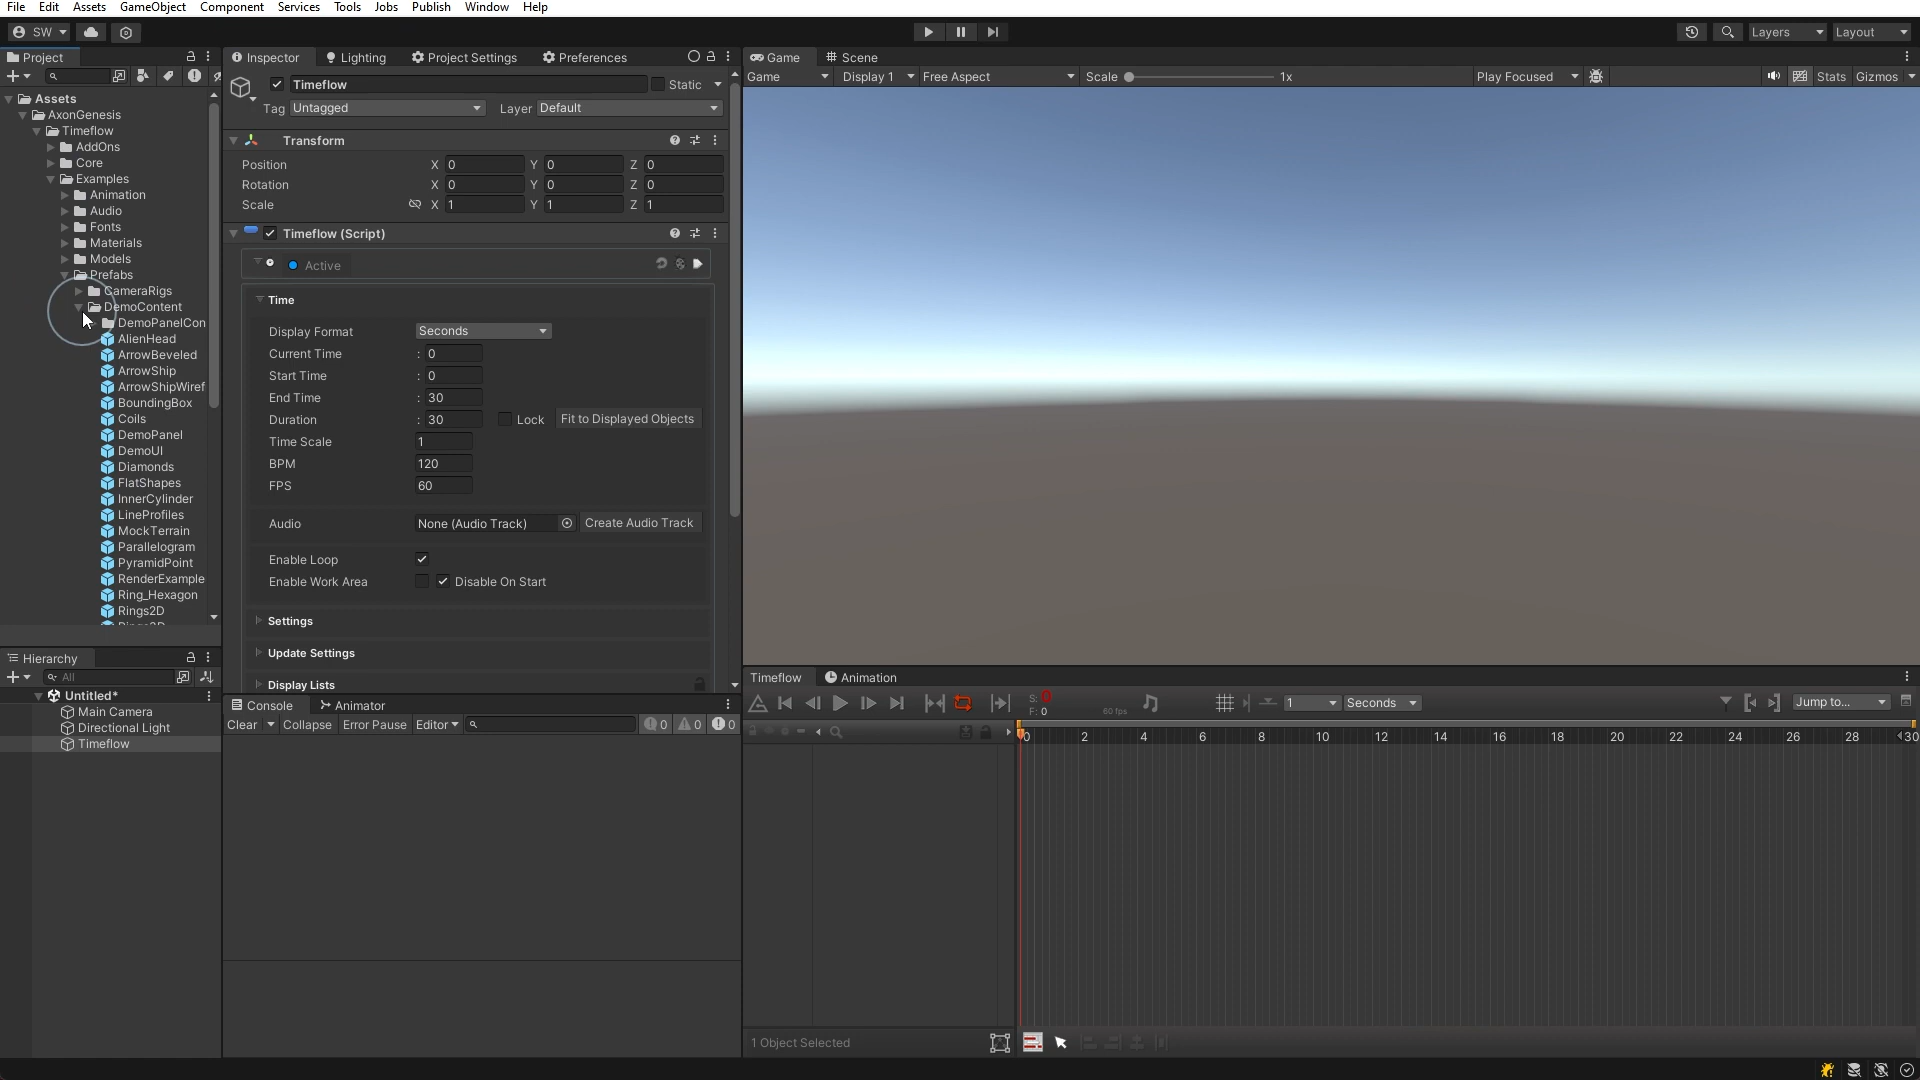 File Edit Assets GameObject Component Services Tools Jobs Publish Window Help
SW Layers Layout
Project Inspector Lighting Project Settings Preferences Game Scene
Game Display 1 Free Aspect Scale 1x Play Focused Stats Gizmos
Timeflow Static
Tag Untagged Layer Default
Assets
AxonGenesis
Timeflow
AddOns
Core
Examples
Animation
Audio
Fonts
Materials
Models
Prefabs
CameraRigs
DemoContent
DemoPanelCon
AlienHead
ArrowBeveled
ArrowShip
ArrowShipWiref
BoundingBox
Coils
DemoPanel
DemoUI
Diamonds
FlatShapes
InnerCylinder
LineProfiles
MockTerrain
Parallelogram
PyramidPoint
RenderExample
Ring_Hexagon
Rings2D
Transform
Position X 0 Y 0 Z 0
Rotation X 0 Y 0 Z 0
Scale X 1 Y 1 Z 1
Timeflow (Script)
Active
Time
Display Format Seconds
Current Time : 0
Start Time : 0
End Time : 30
Duration : 30 Lock Fit to Displayed Objects
Time Scale 1
BPM 120
FPS 60
Audio None (Audio Track) Create Audio Track
Enable Loop
Enable Work Area Disable On Start
Settings
Update Settings
Display Lists
Hierarchy
All
Untitled*
Main Camera
Directional Light
Timeflow
Console Animator
Clear Collapse Error Pause Editor 0 0 0
Timeflow Animation
S: 0
F: 0 60 fps 1 Seconds Jump to...
0 2 4 6 8 10 12 14 16 18 20 22 24 26 28 30
1 Object Selected